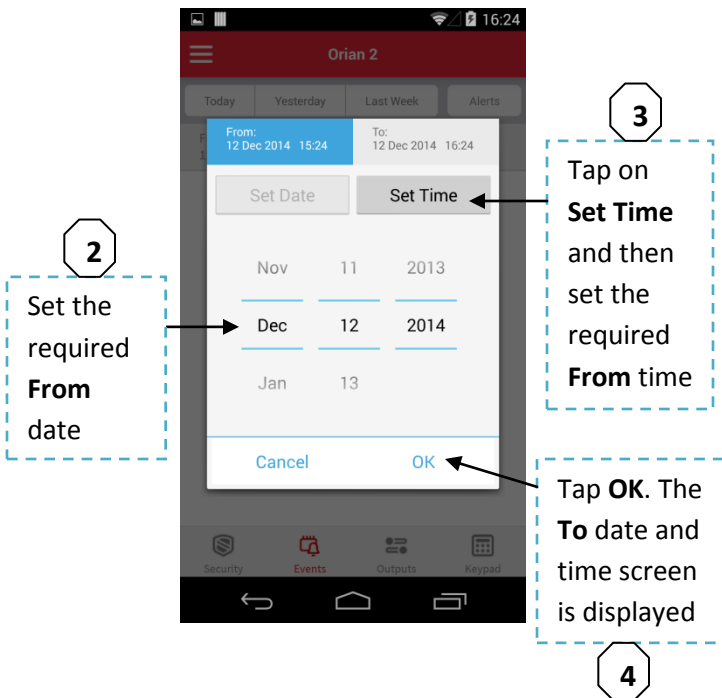 16:24
Orian 2
Today Yesterday Last Week Alerts
From: To:
12 Dec 2014 15:24 12 Dec 2014 16:24
Set Date Set Time
Nov 11 2013
Dec 12 2014
Jan 13
Cancel OK
Security Events Outputs Keypad
2
Set the
required
From
date
3
Tap on
Set Time
and then
set the
required
From time
Tap OK. The
To date and
time screen
is displayed
4